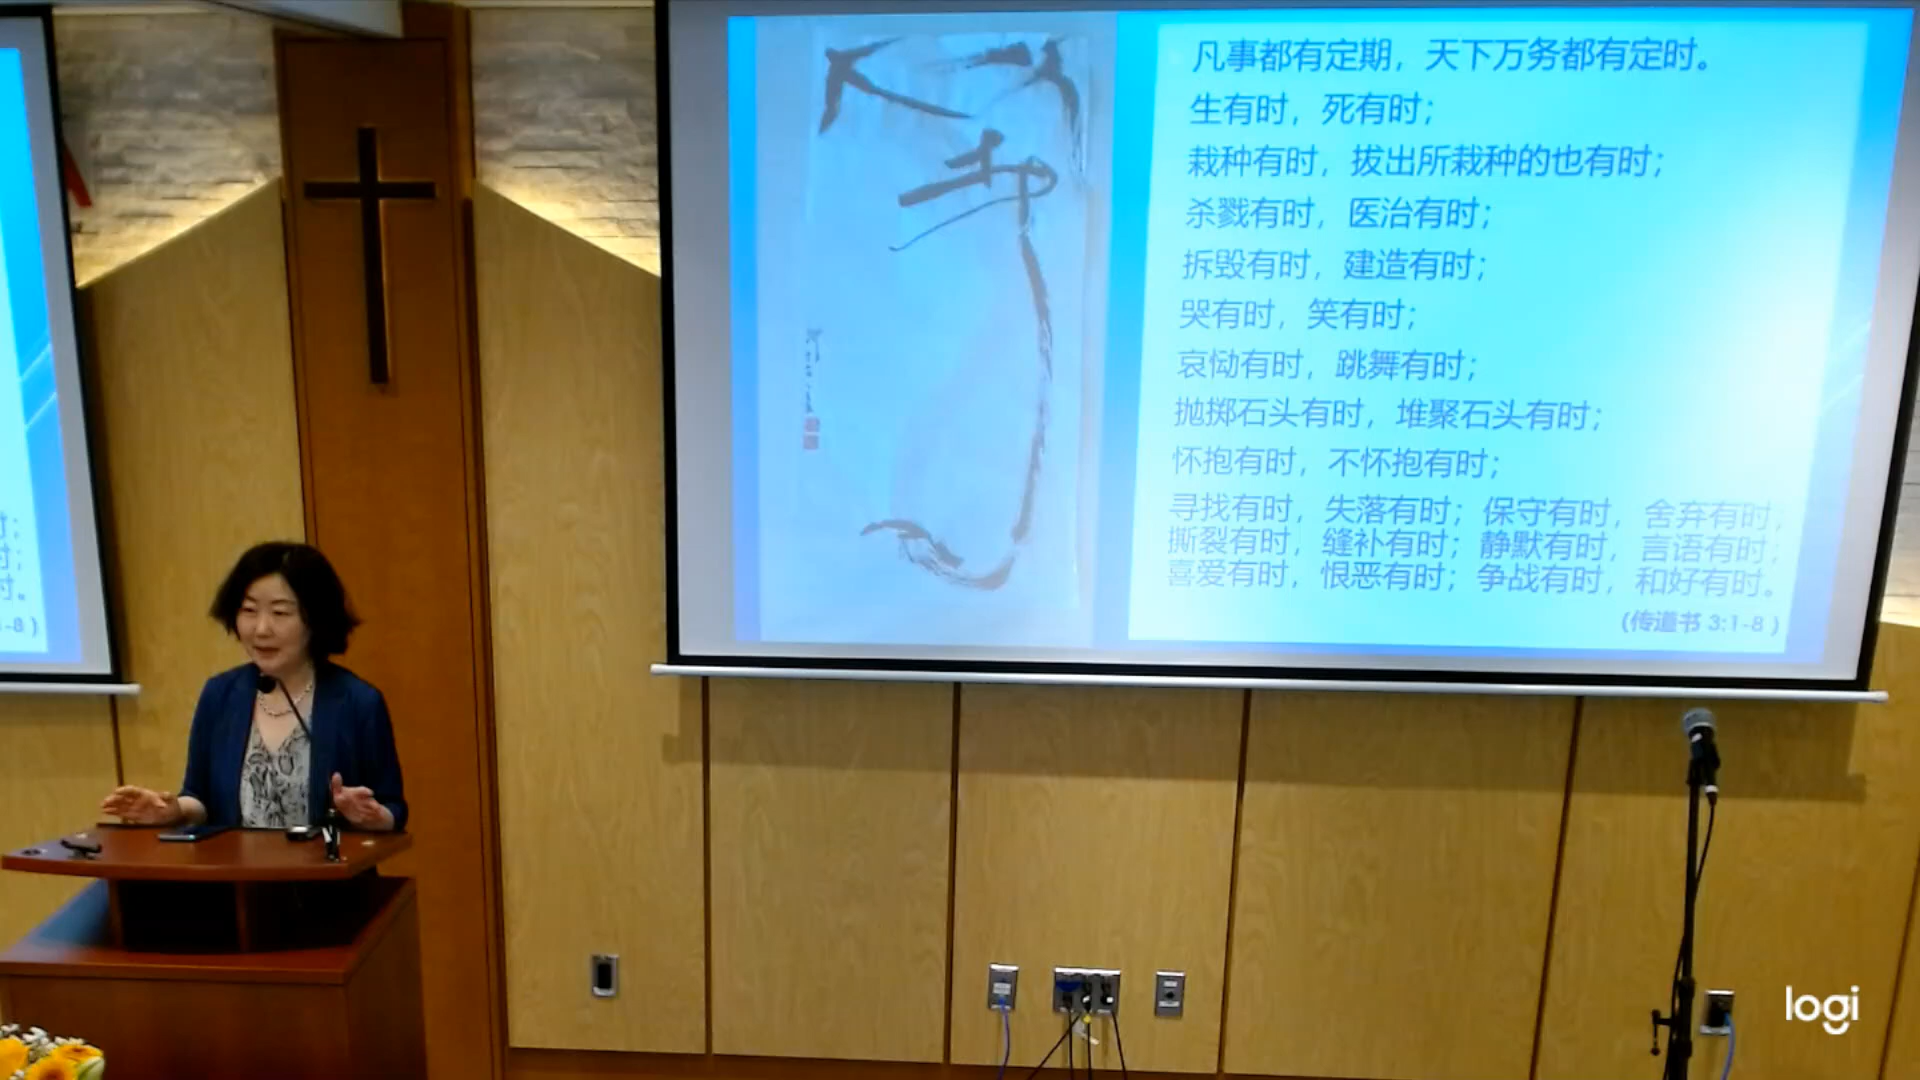 凡事都有定期，天下万务都有定时。
生有时，死有时；
栽种有时，拔出所栽种的也有时；
杀戮有时，医治有时；
拆毁有时，建造有时；
哭有时，笑有时；
哀恸有时，跳舞有时；
抛掷石头有时，堆聚石头有时；
怀抱有时，不怀抱有时；
寻找有时，失落有时；保守有时，舍弃有时；
撕裂有时，缝补有时；静默有时，言语有时；
喜爱有时，恨恶有时；争战有时，和好有时。
(传道书 3:1-8 )
时；
时；
时。
-8 )
logi